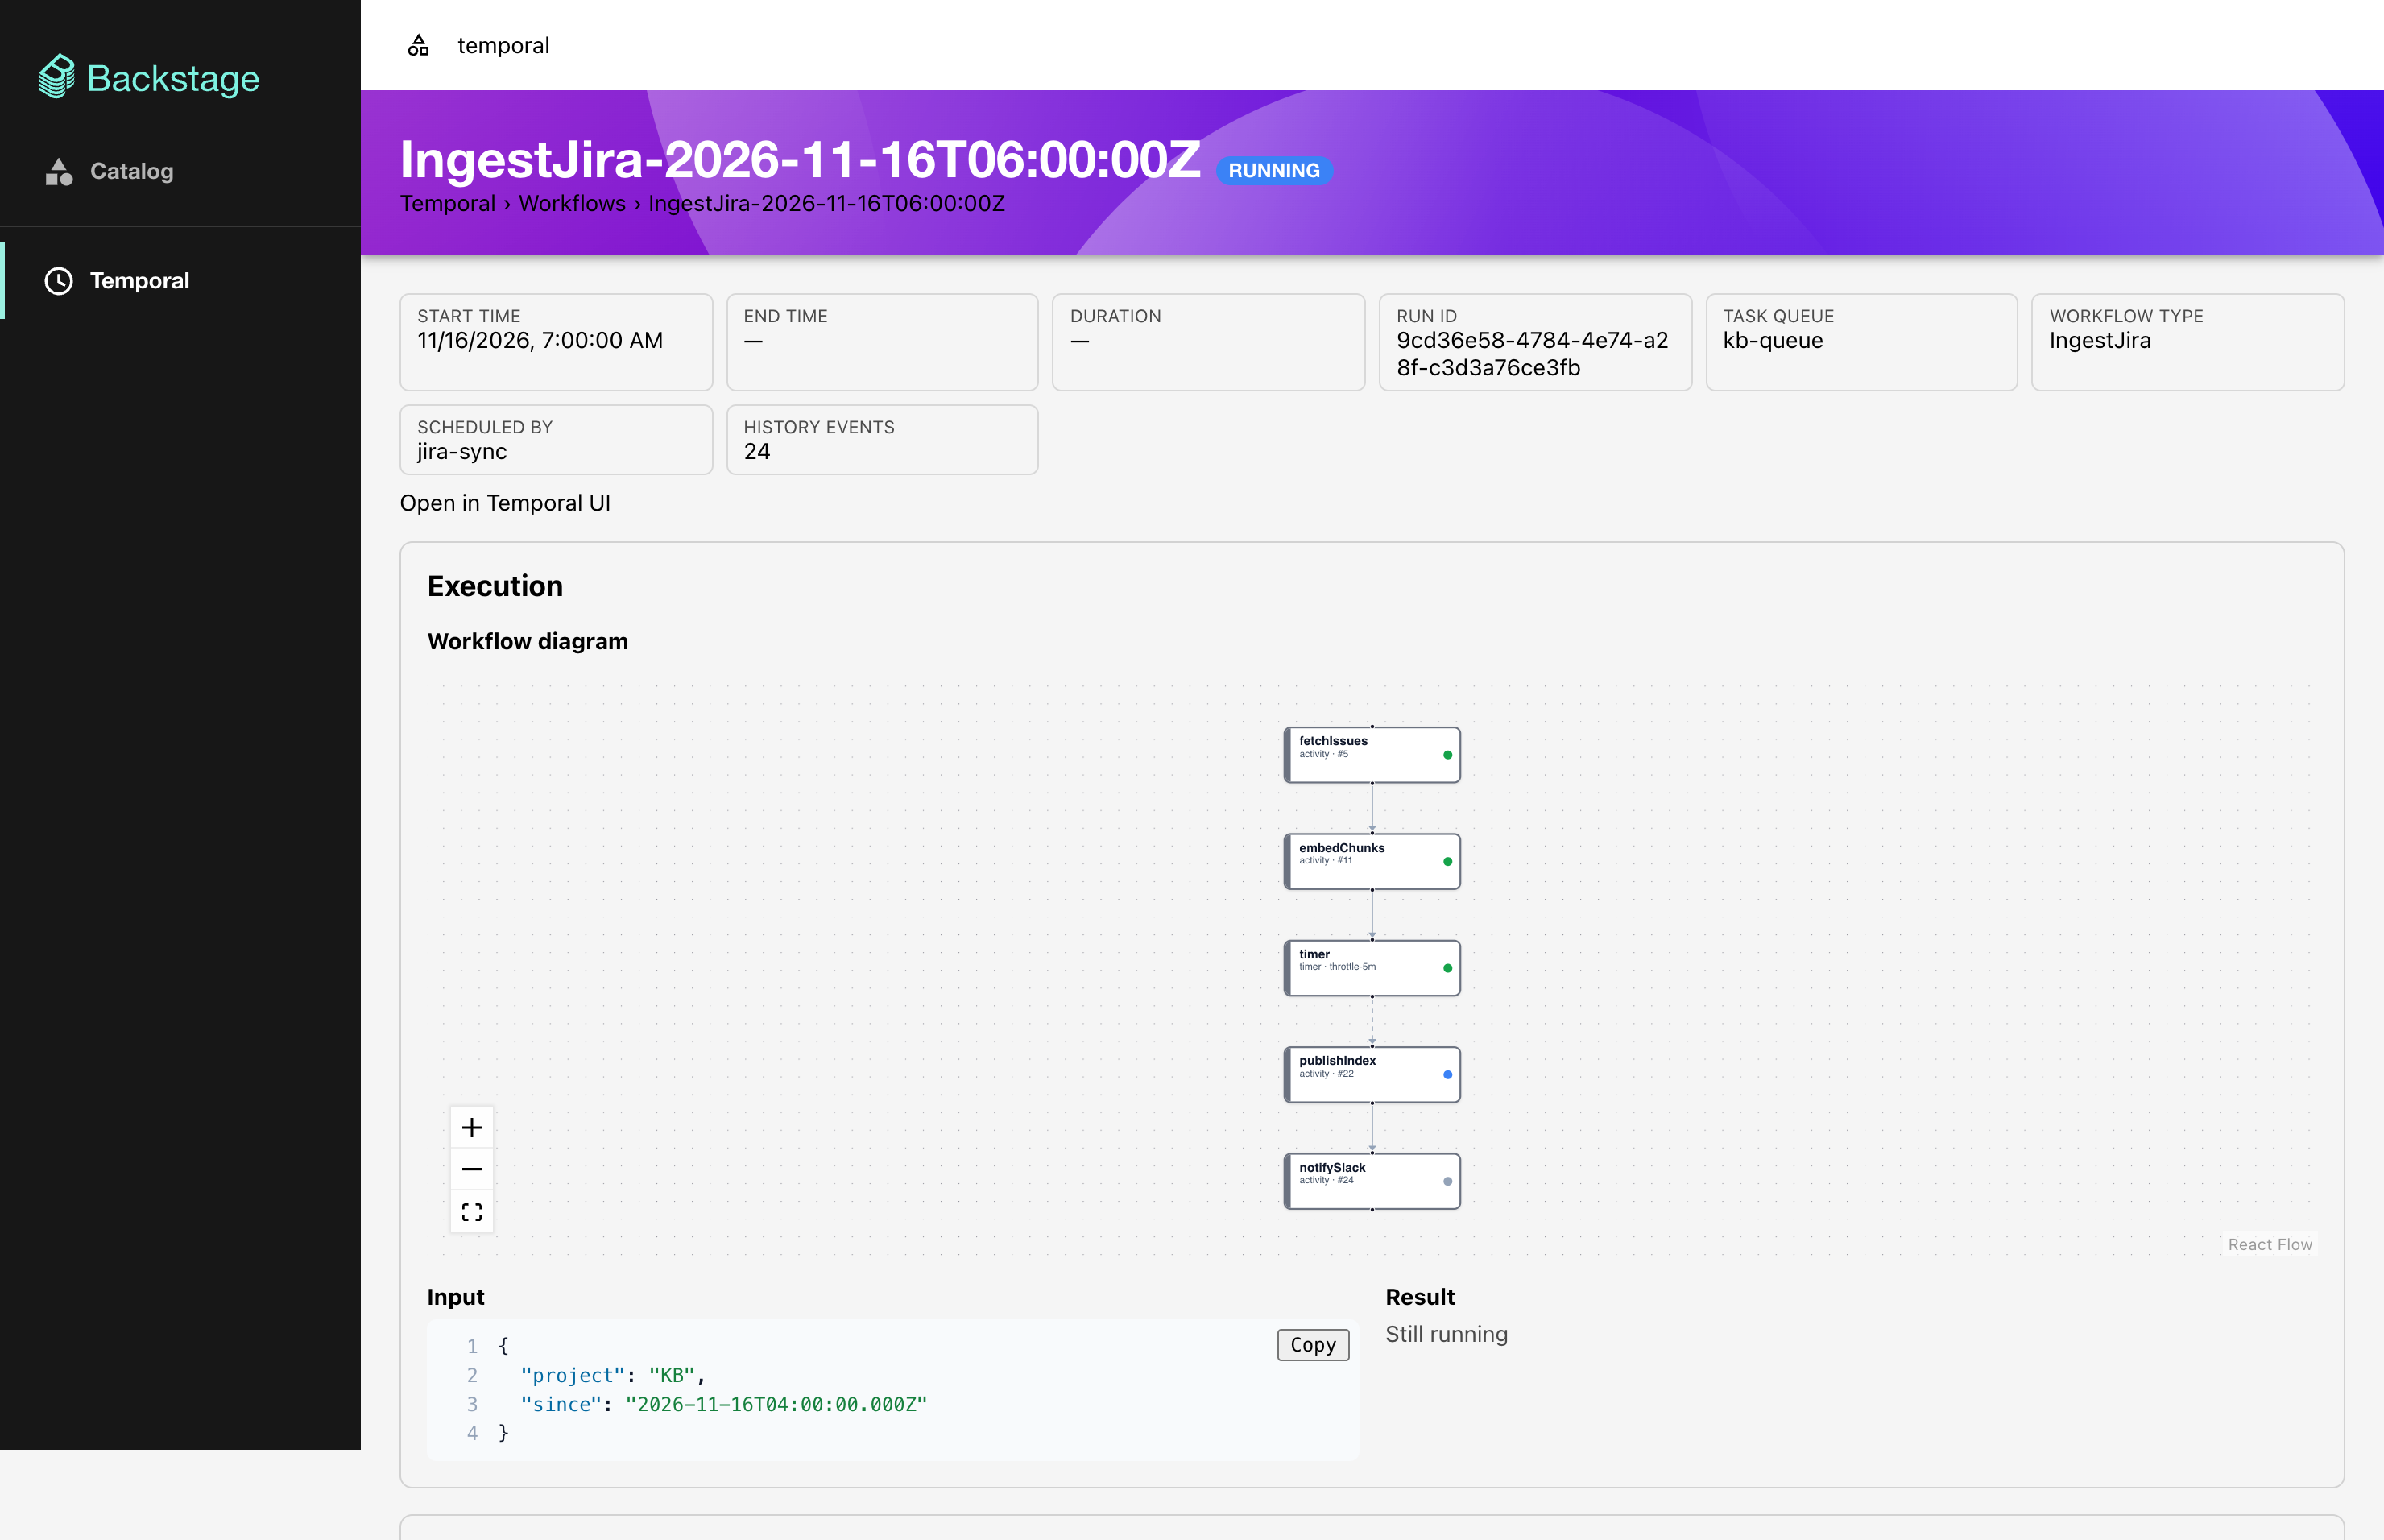 Backstage
Catalog
Temporal
temporal
IngestJira-2026-11-16T06:00:00Z RUNNING
Temporal › Workflows › IngestJira-2026-11-16T06:00:00Z
START TIME
11/16/2026, 7:00:00 AM
END TIME
—
DURATION
—
RUN ID
9cd36e58-4784-4e74-a2
8f-c3d3a76ce3fb
TASK QUEUE
kb-queue
WORKFLOW TYPE
IngestJira
SCHEDULED BY
jira-sync
HISTORY EVENTS
24
Open in Temporal UI
Execution
Workflow diagram
fetchIssues
activity · #5
embedChunks
activity · #11
timer
timer · throttle-5m
publishIndex
activity · #22
notifySlack
activity · #24
React Flow
Input
1 {
2 "project": "KB",
3 "since": "2026-11-16T04:00:00.000Z"
4 }
Copy
Result
Still running